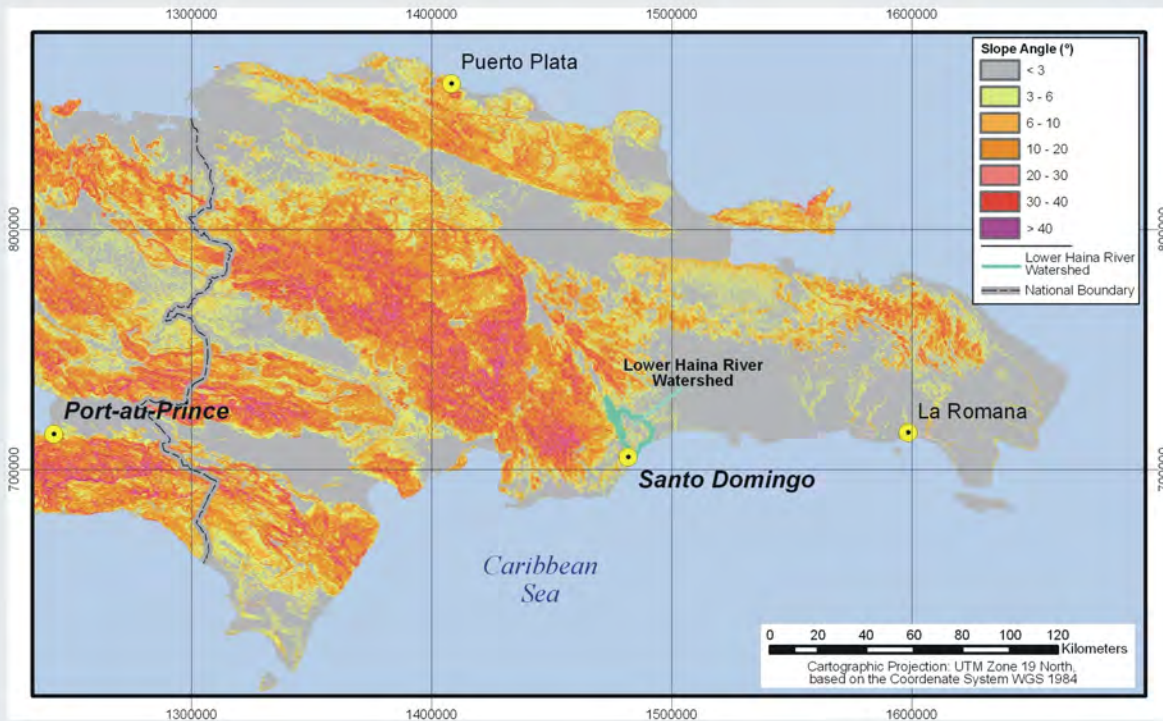 1300000
1400000
1500000
1600000
Puerto Plata
Slope Angle (°)
< 3
3 - 6
6 - 10
10 - 20
20 - 30
30 - 40
> 40
Lower Haina River
Watershed
National Boundary
800000
800000
Lower Haina River
Watershed
Port-au-Prince
La Romana
Santo Domingo
700000
700000
Caribbean
Sea
0 20 40 60 80 100 120
Kilometers
Cartographic Projection: UTM Zone 19 North,
based on the Coordenate System WGS 1984
1300000
1400000
1500000
1600000